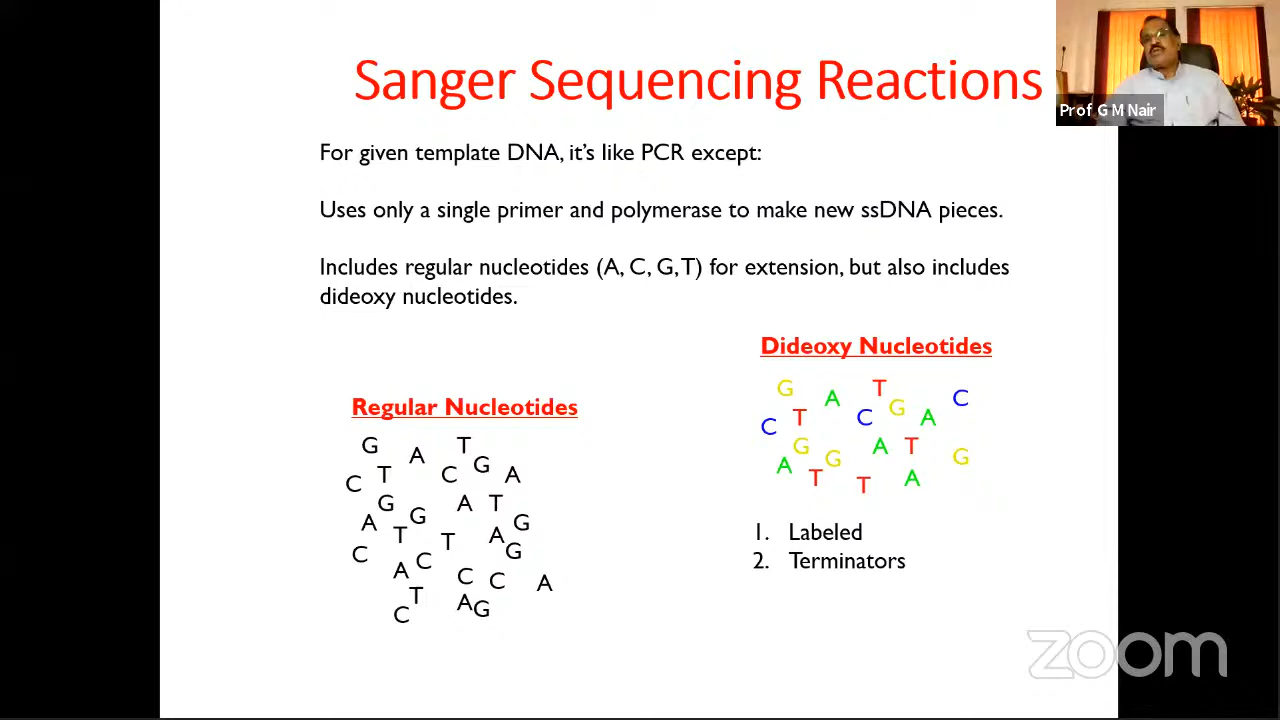 Sanger Sequencing Reactions
Prof G M Nair
For given template DNA, it's like PCR except:
Uses only a single primer and polymerase to make new ssDNA pieces.
Includes regular nucleotides (A, C, G, T) for extension, but also includes
dideoxy nucleotides.
Dideoxy Nucleotides
G A T C
C T C G A
G A T
A G G
T T A
1. Labeled
2. Terminators
Regular Nucleotides
G A T
C T C G A
G A T
A G G
T T A
C C G
A C C A
T A G
C
zoom